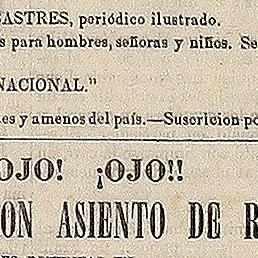 ASTRES, periódico ilustrado.
s para hombres, señoras y niños. Se
NACIONAL."
es y amenos del país.—Suscricion po
OJO! ¡OJO!!
ON ASIENTO DE R